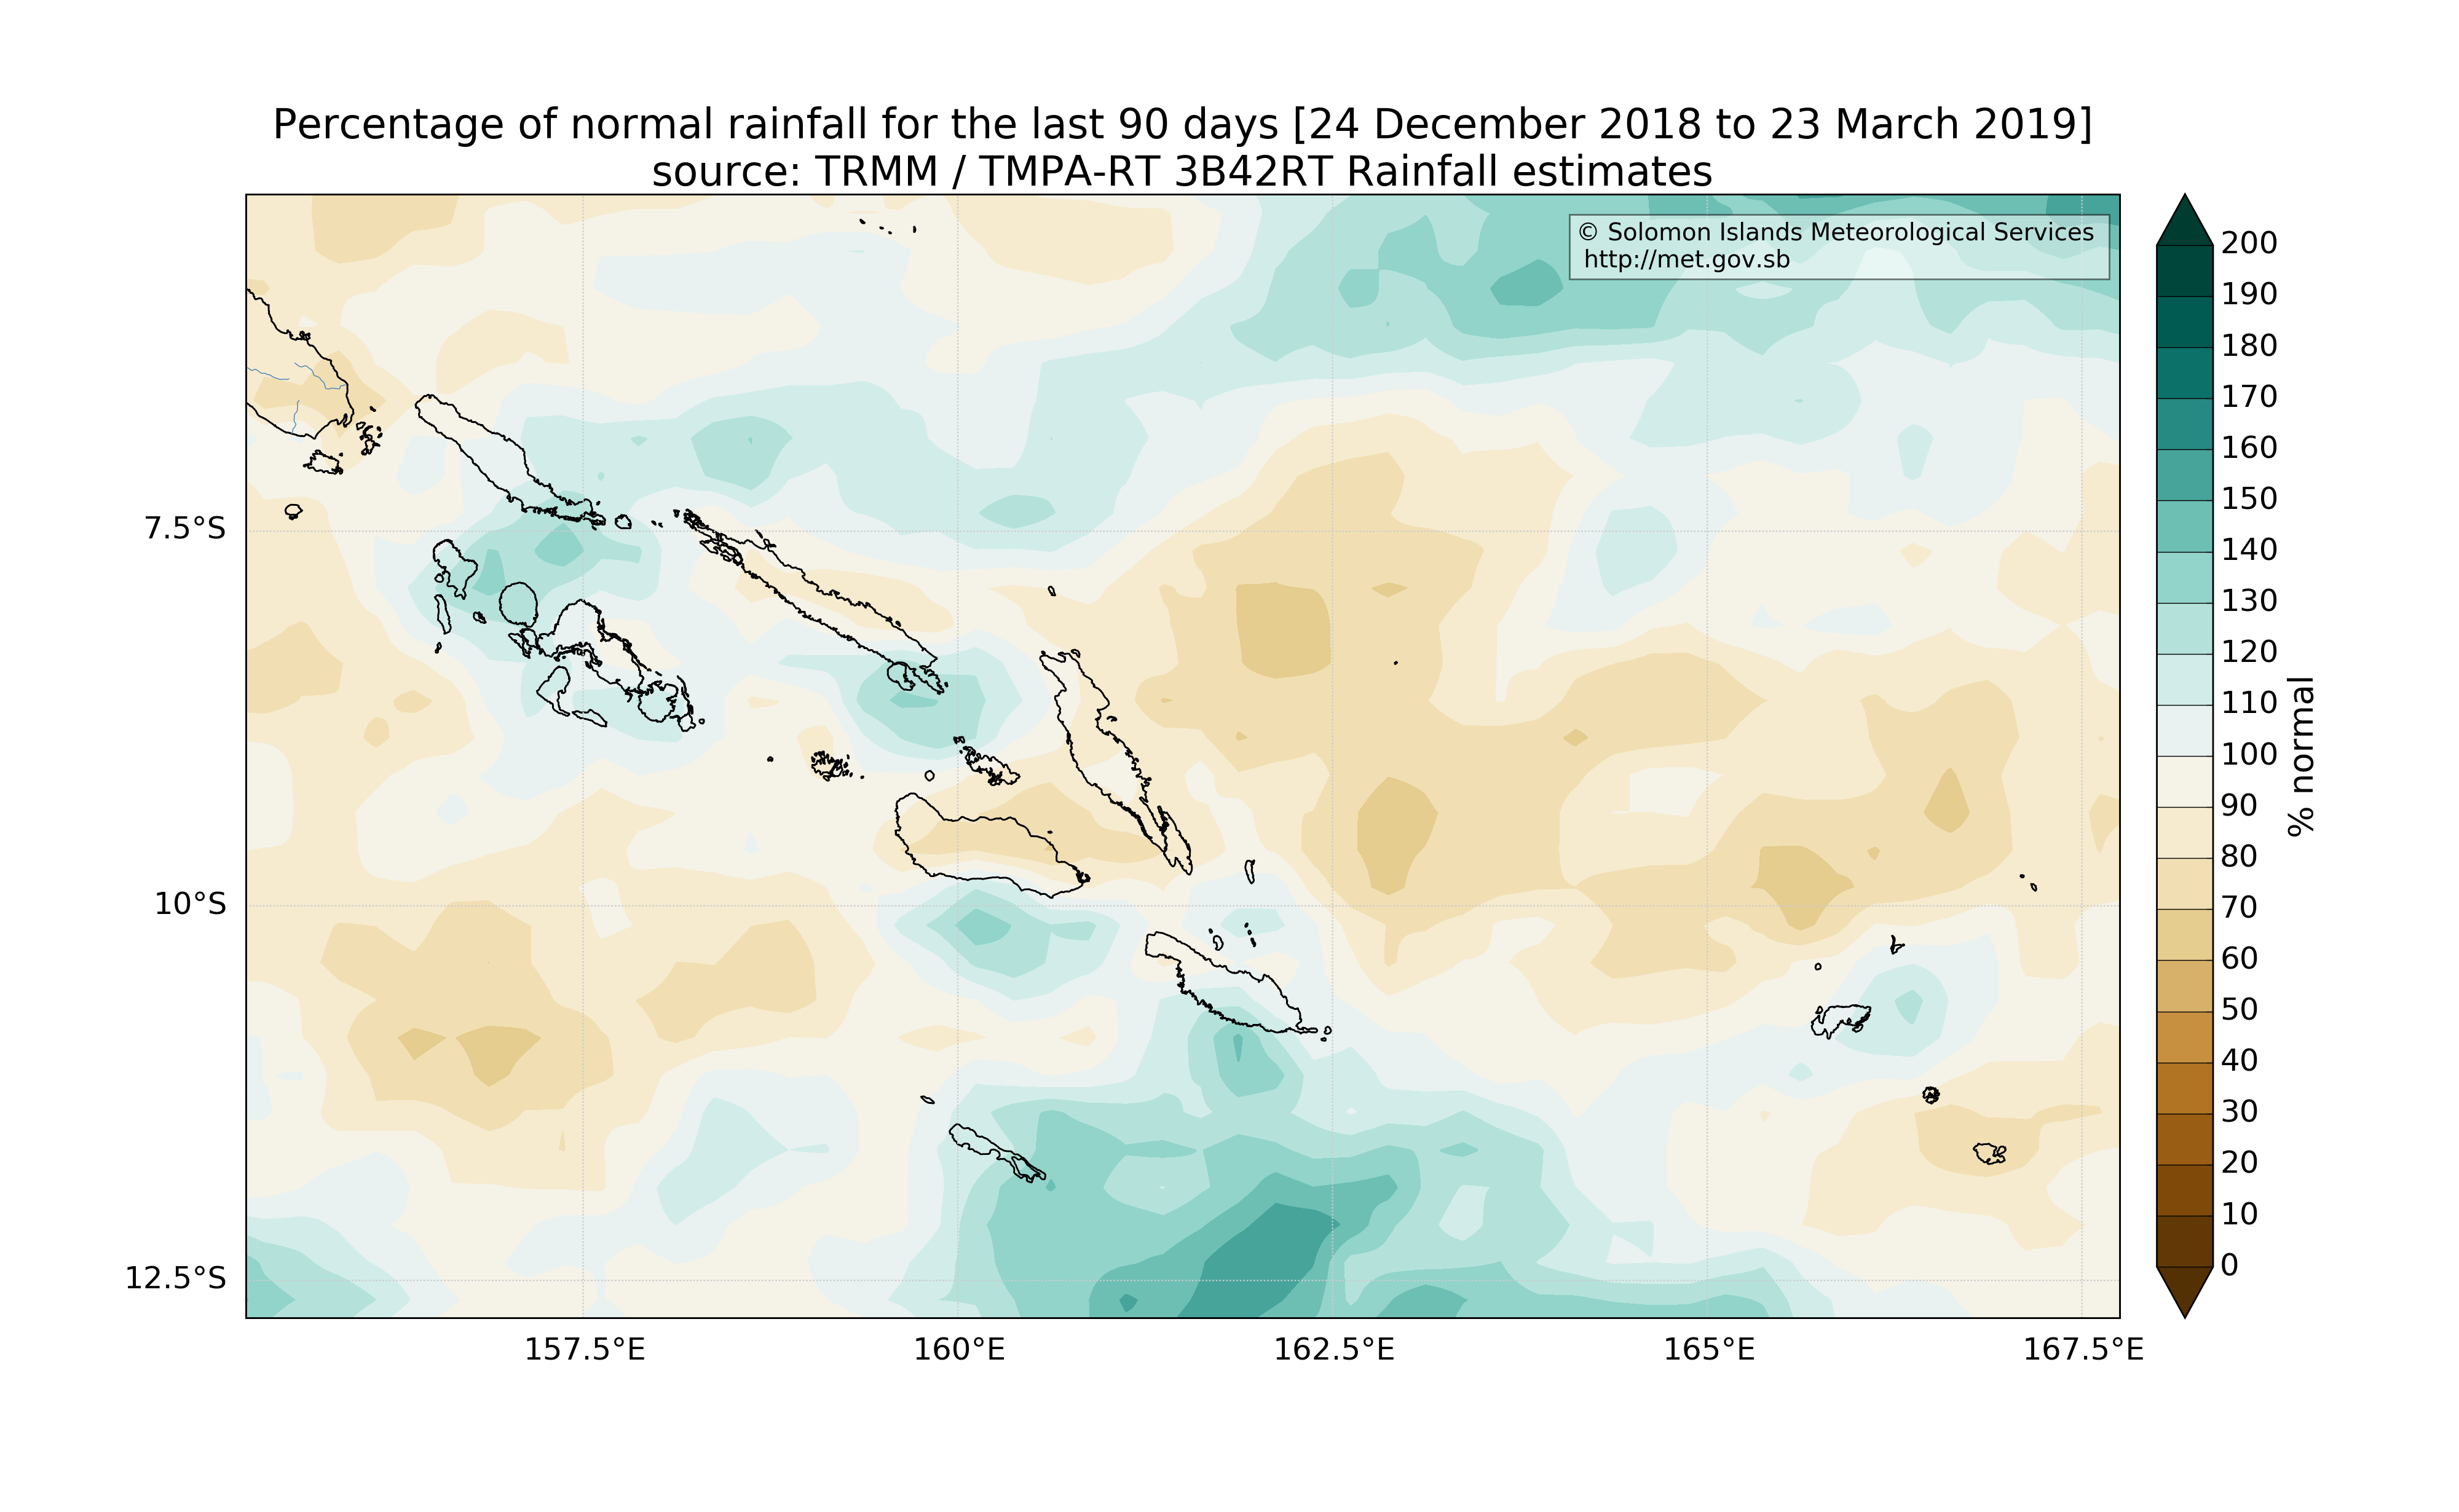 Percentage of normal rainfall for the last 90 days [24 December 2018 to 23 March 2019]
source: TRMM / TMPA-RT 3B42RT Rainfall estimates
© Solomon Islands Meteorological Services
http://met.gov.sb
7.5°S
10°S
12.5°S
157.5°E
160°E
162.5°E
165°E
167.5°E
200
190
180
170
160
150
140
130
120
110
100
90
80
70
60
50
40
30
20
10
0
% normal